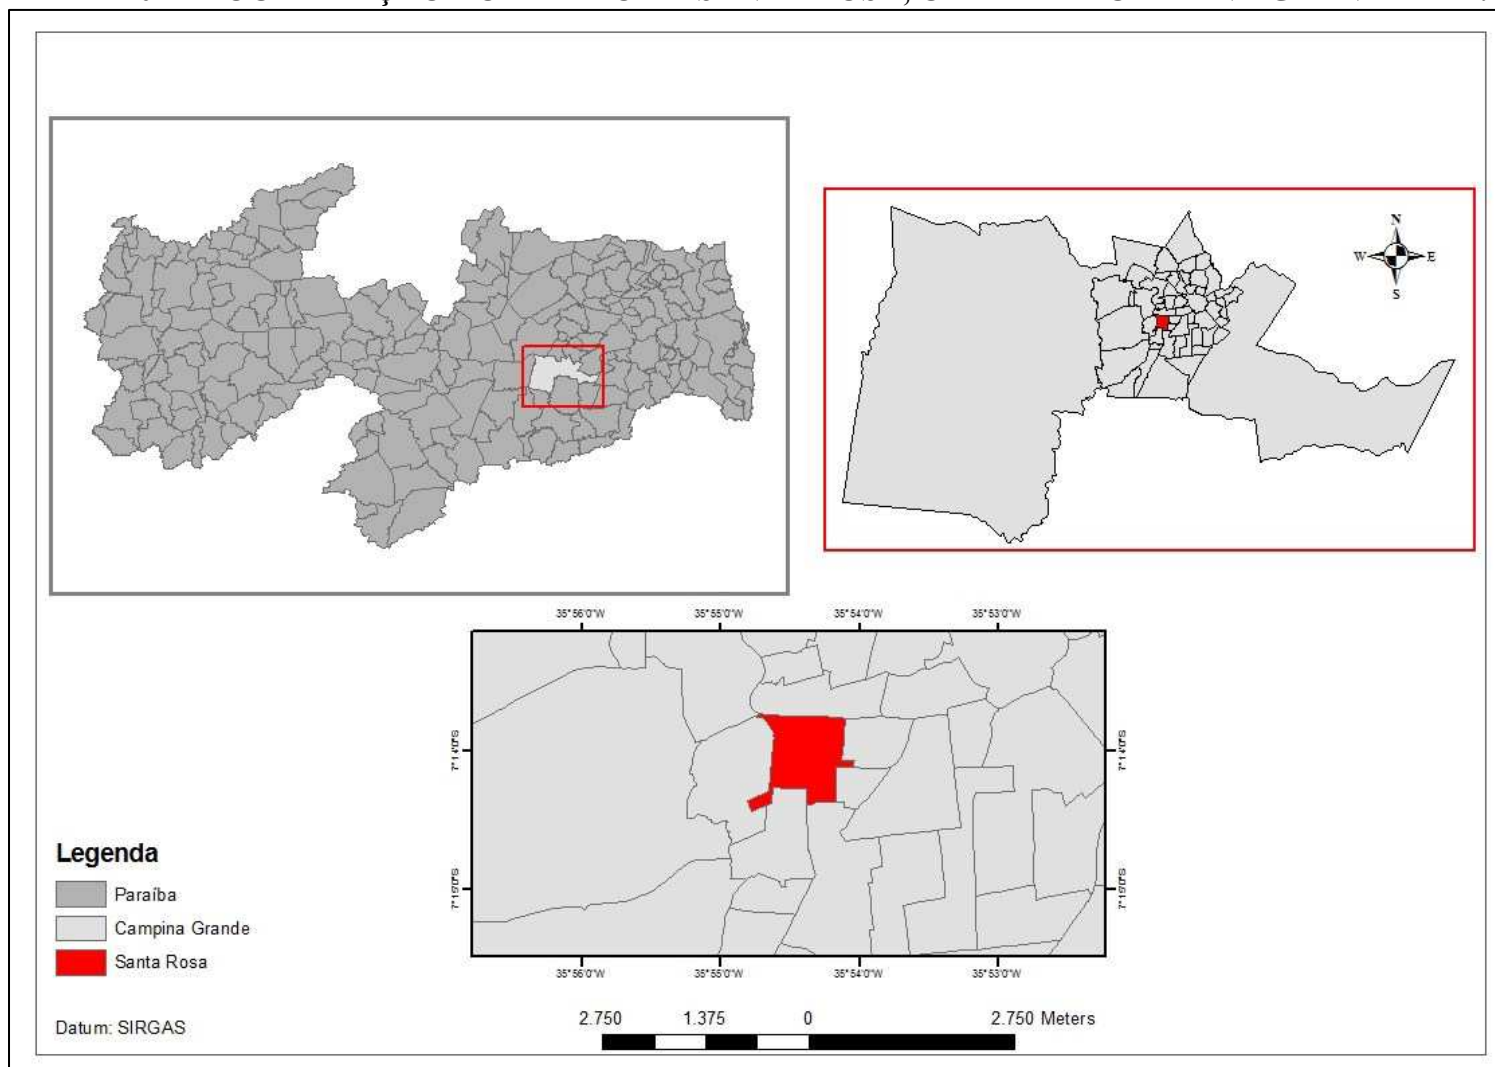 N
W E
S
35°56'0"W 35°55'0"W 35°54'0"W 35°53'0"W
7°14'0"S 7°14'0"S
7°15'0"S 7°15'0"S
35°56'0"W 35°55'0"W 35°54'0"W 35°53'0"W
Legenda
Paraíba
Campina Grande
Santa Rosa
Datum: SIRGAS
2.750 1.375 0 2.750 Meters